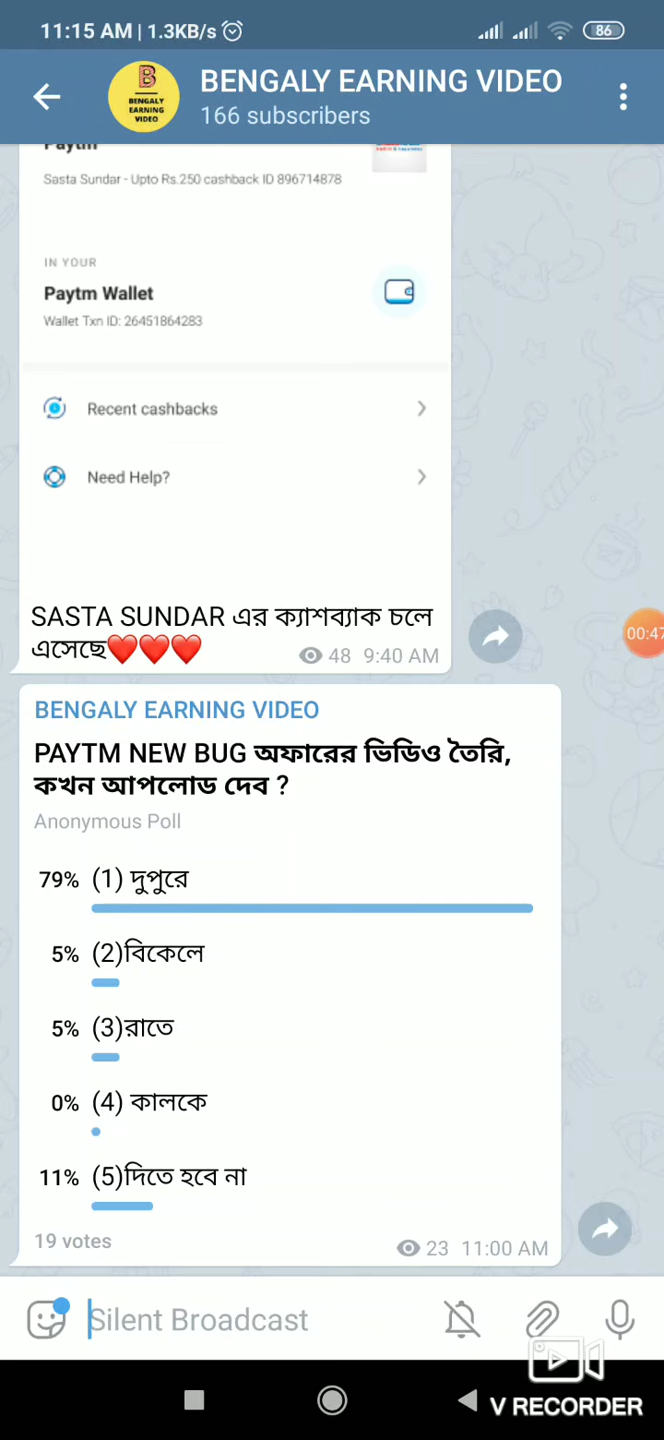 11:15 AM | 1.3KB/s
86
BENGALY EARNING VIDEO
166 subscribers
B
BENGALY
EARNING
VIDEO
Paytm
Sasta Sundar - Upto Rs.250 cashback ID 896714878
IN YOUR
Paytm Wallet
Wallet Txn ID: 26451864283
Recent cashbacks
Need Help?
SASTA SUNDAR এর ক্যাশব্যাক চলে
এসেছে❤️❤️❤️
48 9:40 AM
00:47
BENGALY EARNING VIDEO
PAYTM NEW BUG অফারের ভিডিও তৈরি,
কখন আপলোড দেব ?
Anonymous Poll
79% (1) দুপুরে
5% (2)বিকেলে
5% (3)রাতে
0% (4) কালকে
11% (5)দিতে হবে না
19 votes
23 11:00 AM
Silent Broadcast
V RECORDER